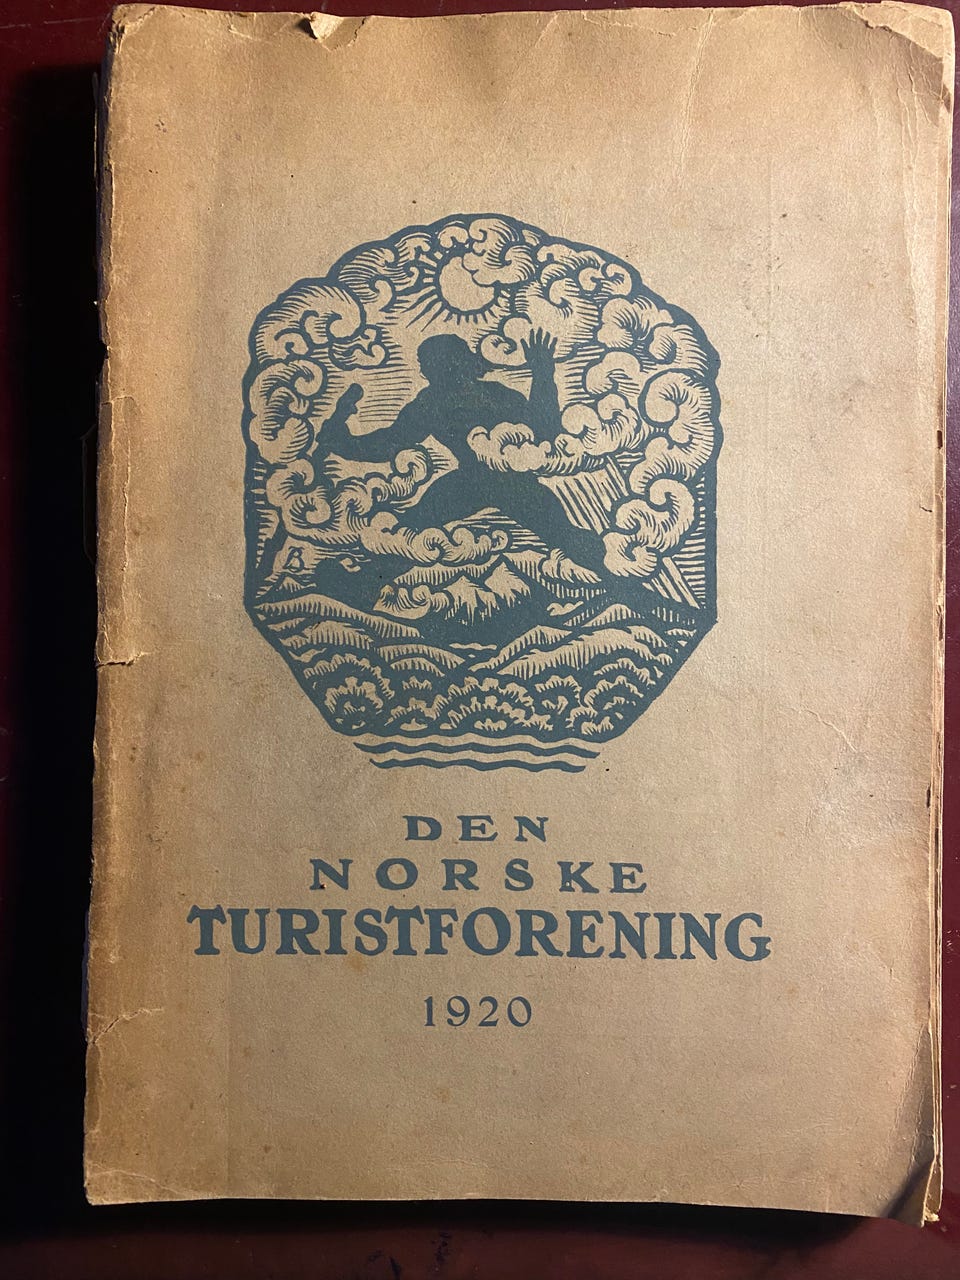 DEN
NORSKE
TURISTFORENING
1920